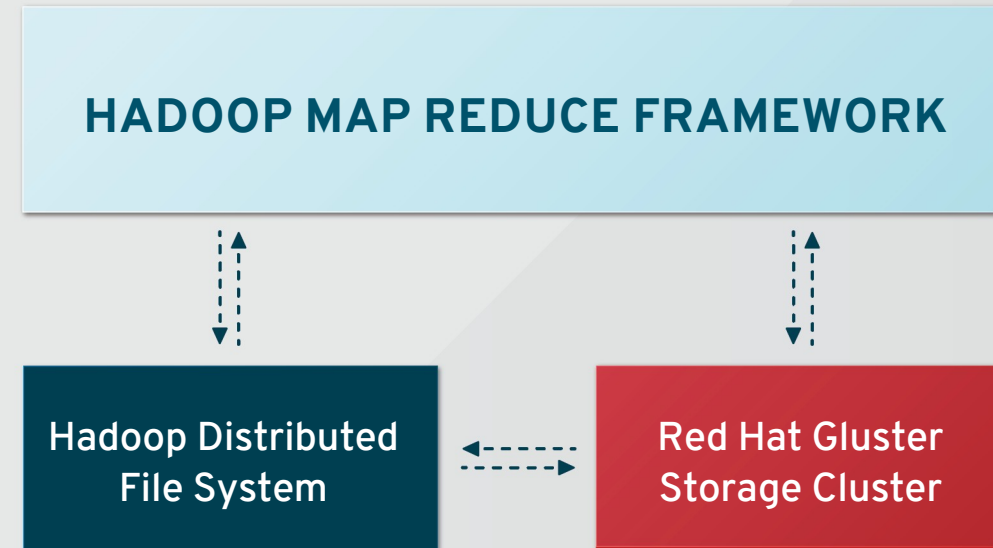 HADOOP MAP REDUCE FRAMEWORK
Hadoop Distributed
File System
Red Hat Gluster
Storage Cluster